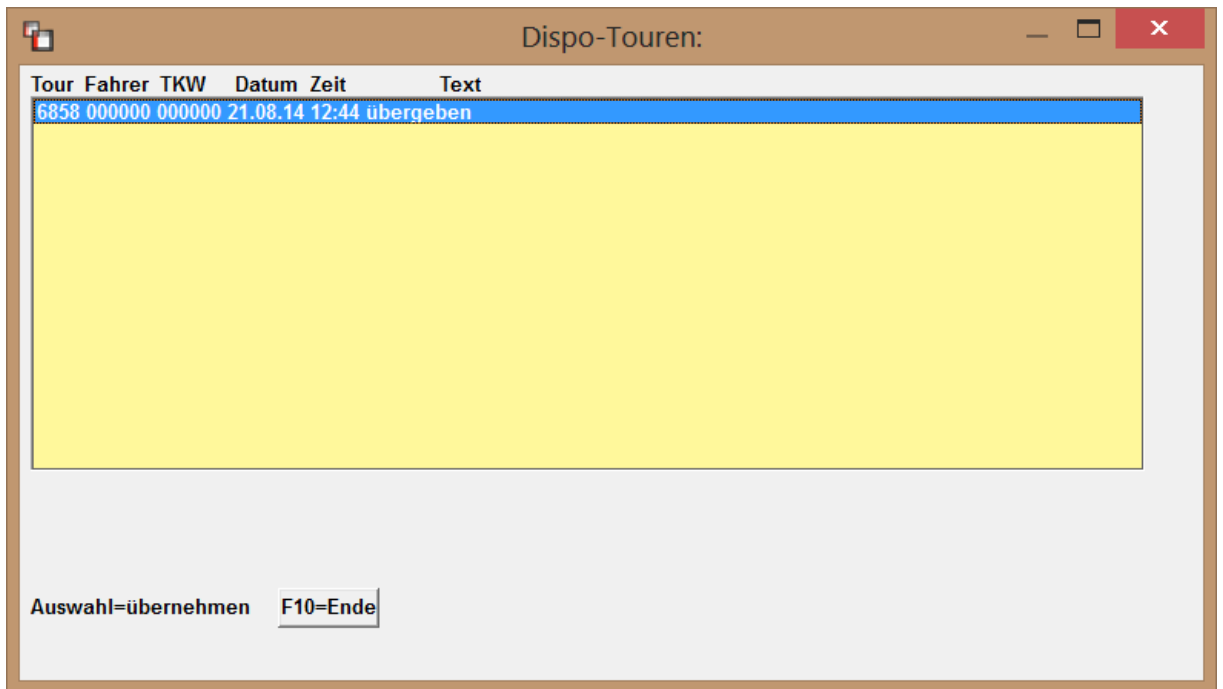 Dispo-Touren:
Tour Fahrer TKW Datum Zeit Text
6858 000000 000000 21.08.14 12:44 übergeben
Auswahl=übernehmen F10=Ende